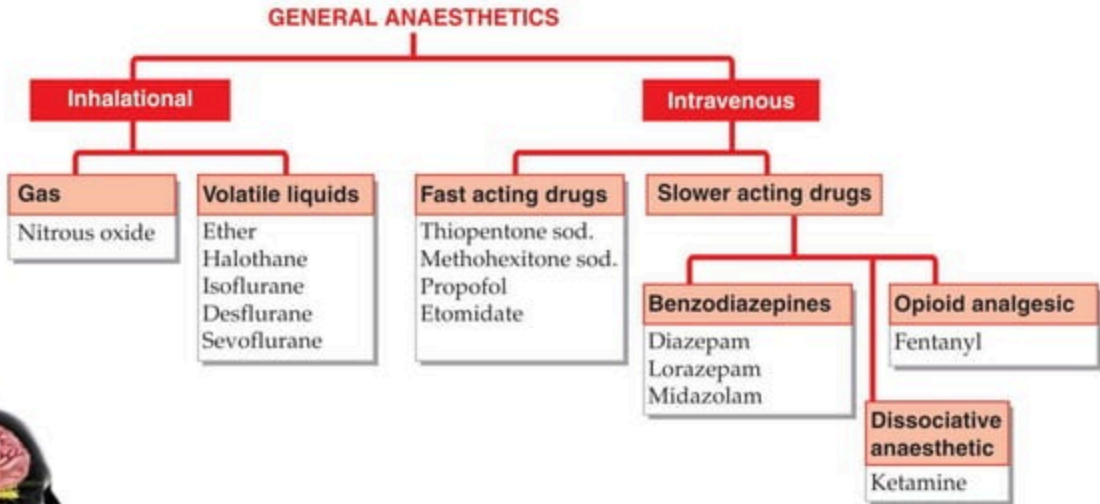 GENERAL ANAESTHETICS
Inhalational
Intravenous
Gas
Nitrous oxide
Volatile liquids
Ether
Halothane
Isoflurane
Desflurane
Sevoflurane
Fast acting drugs
Thiopentone sod.
Methohexitone sod.
Propofol
Etomidate
Slower acting drugs
Benzodiazepines
Diazepam
Lorazepam
Midazolam
Opioid analgesic
Fentanyl
Dissociative
anaesthetic
Ketamine